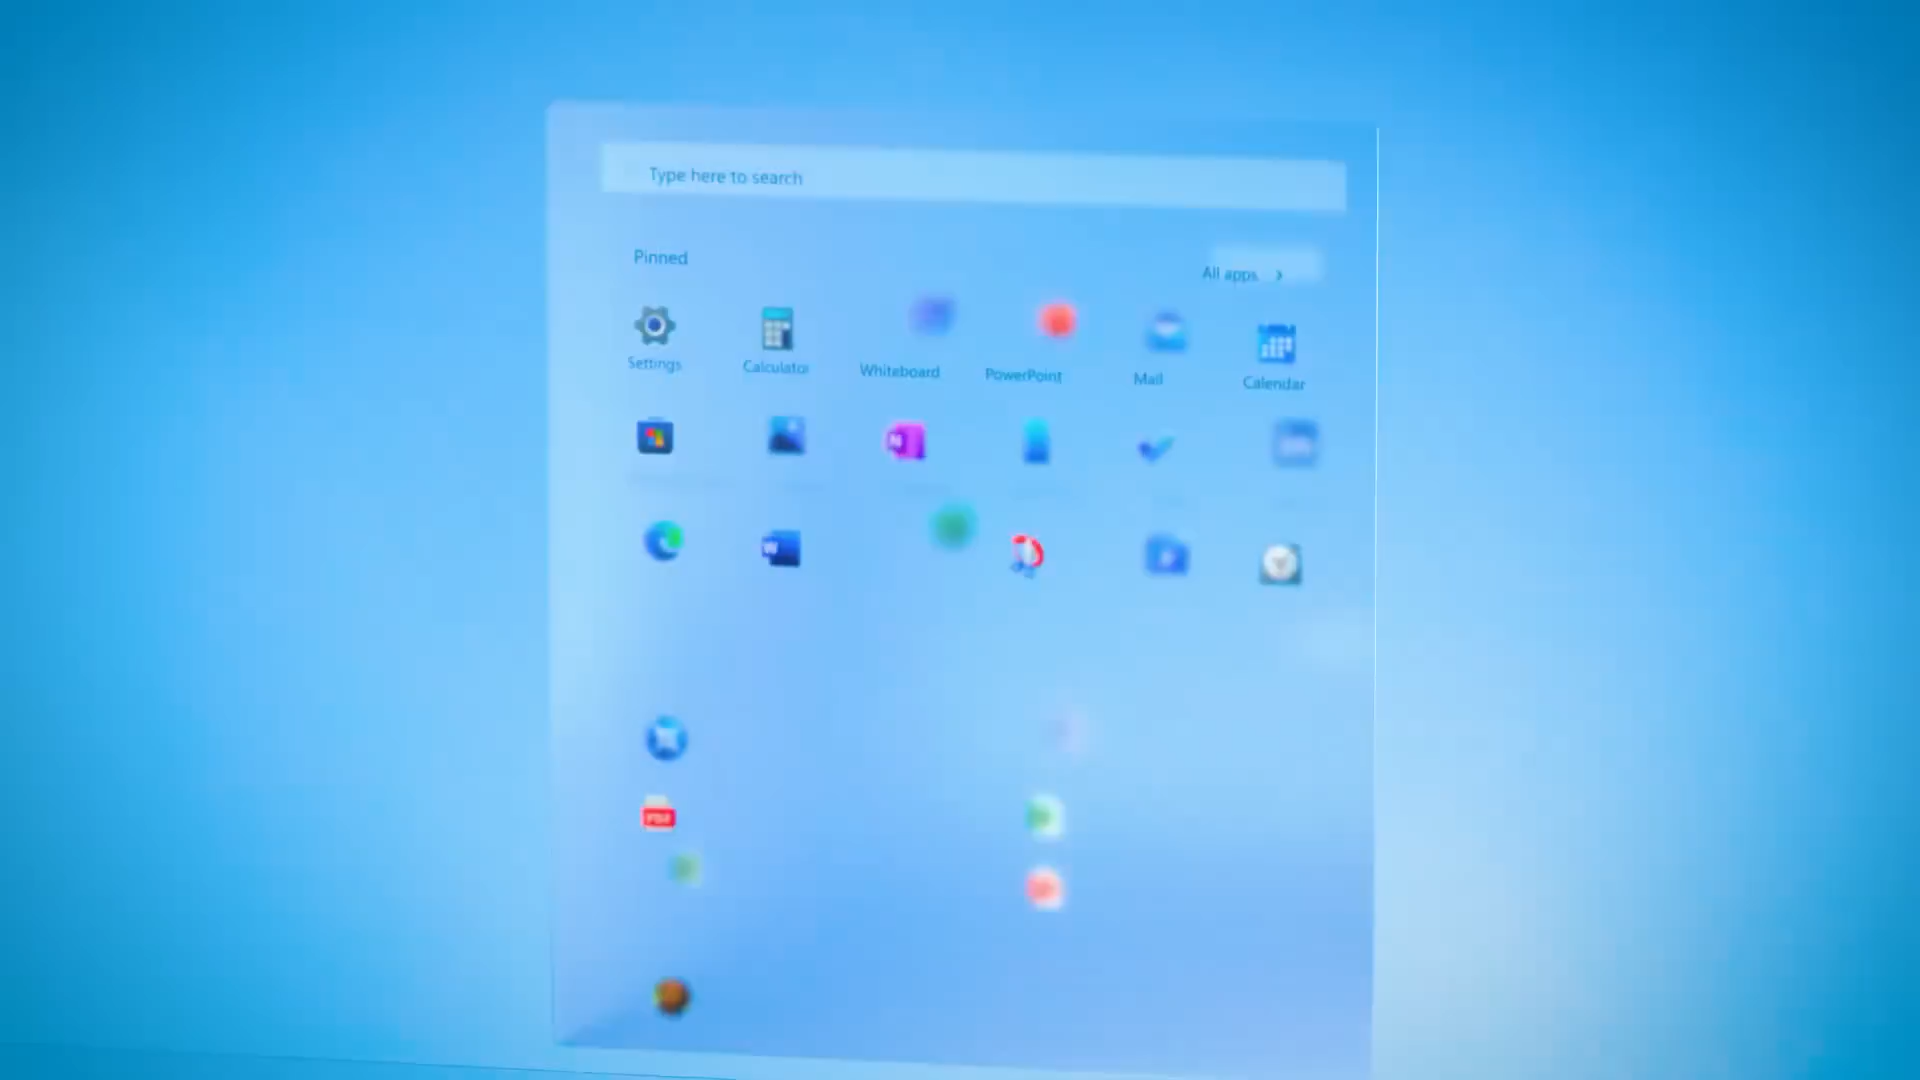 Type here to search
Pinned
All apps
Settings
Calculator
Whiteboard
PowerPoint
Mail
Calendar
N
W